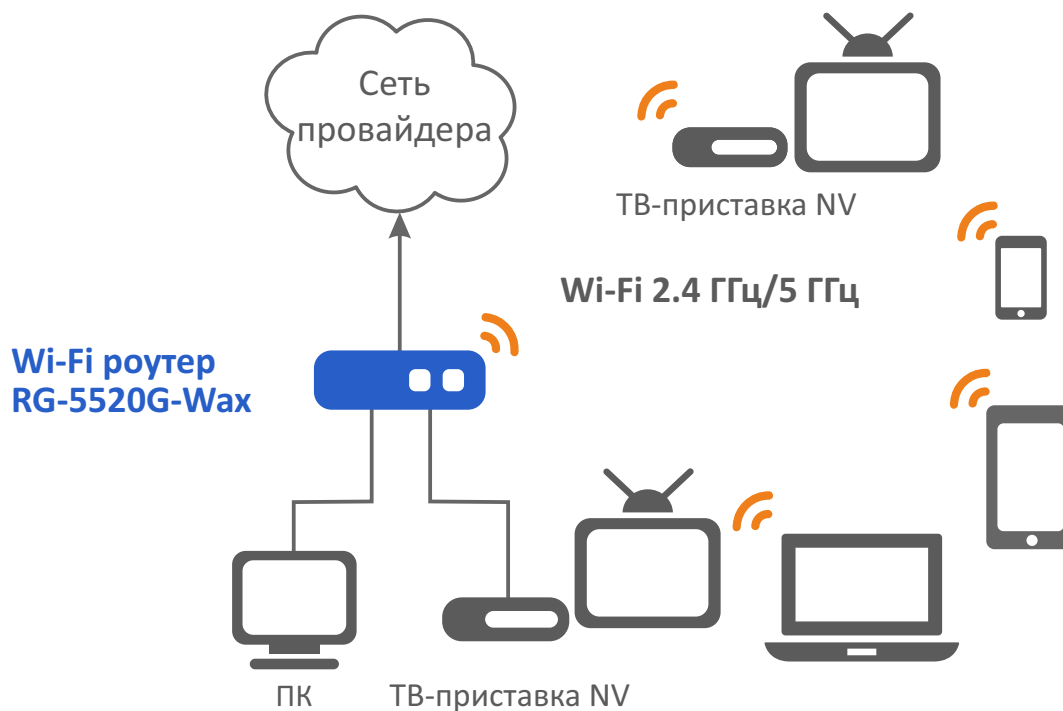 Сеть
провайдера
ТВ-приставка NV
Wi-Fi 2.4 ГГц/5 ГГц
Wi-Fi роутер
RG-5520G-Wax
ПК
ТВ-приставка NV